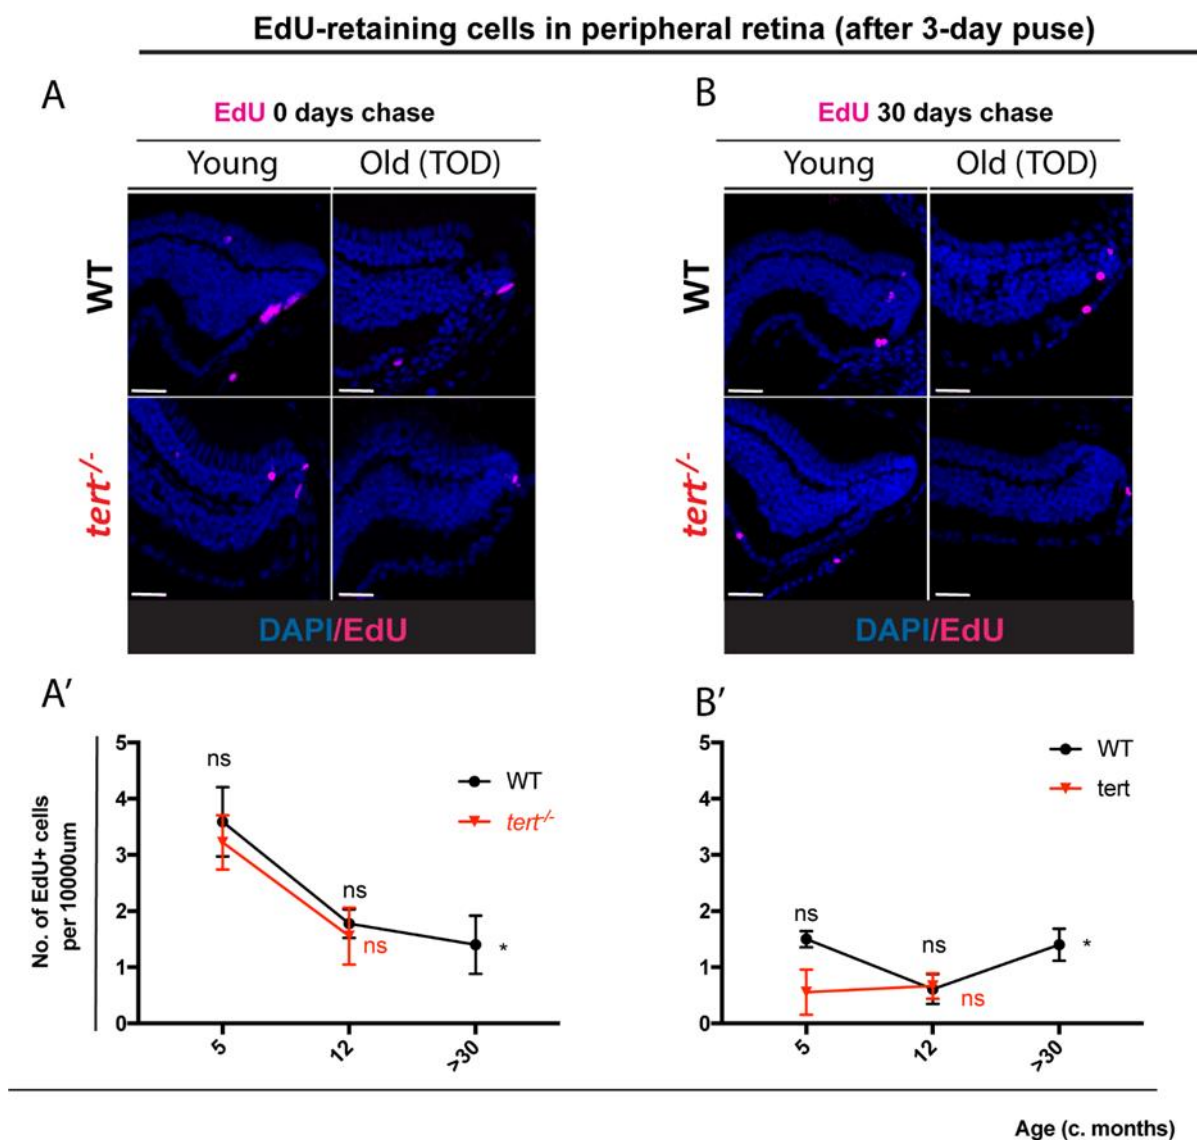 EdU-retaining cells in peripheral retina (after 3-day puse)
A
EdU 0 days chase
Young
Old (TOD)
WT
tert-/-
DAPI/EdU
B
EdU 30 days chase
Young
Old (TOD)
WT
tert-/-
DAPI/EdU
A'
No. of EdU+ cells
per 10000um
5
4
3
2
1
0
ns
ns
ns
*
WT
tert-/-
5
12
>30
B'
5
4
3
2
1
0
ns
ns
ns
*
WT
tert
5
12
>30
Age (c. months)